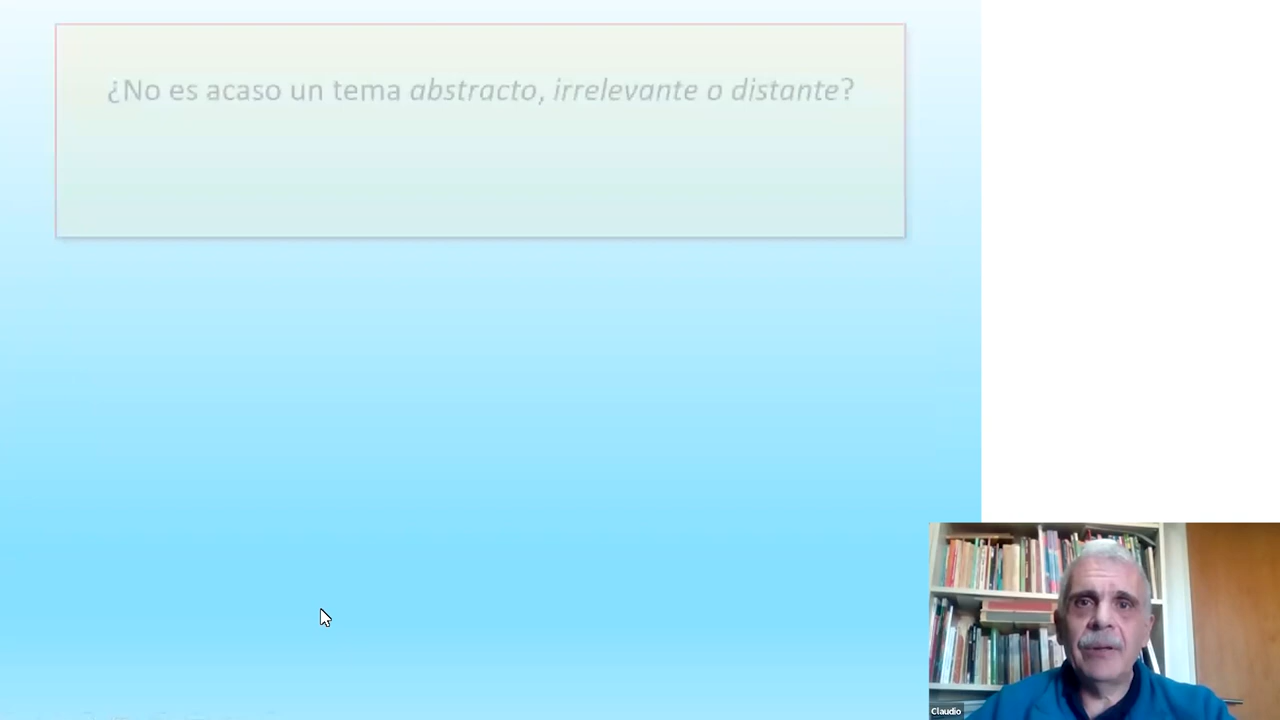 ¿No es acaso un tema abstracto, irrelevante o distante?
Claudio